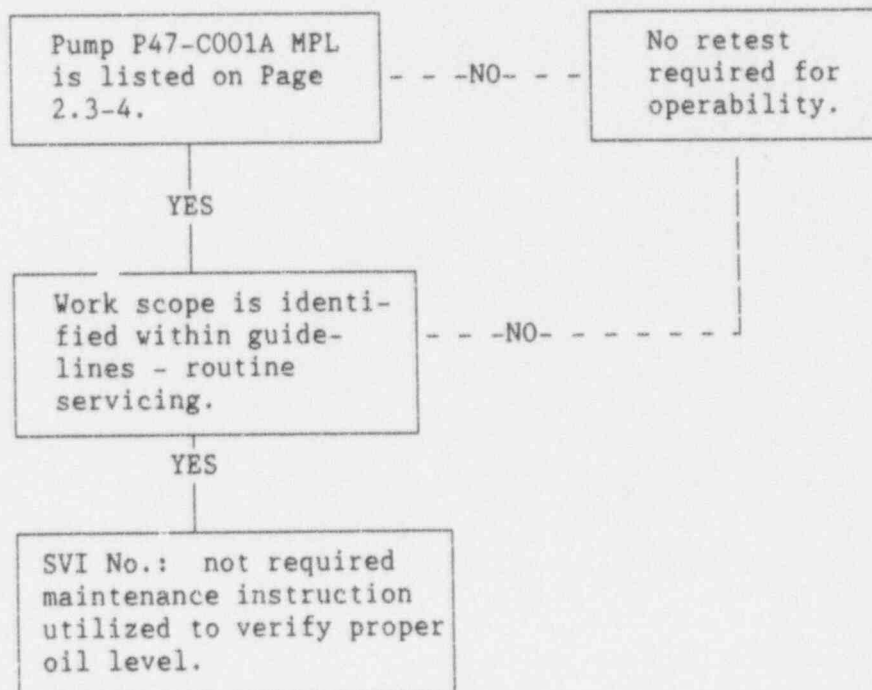 Pump P47-C001A MPL
is listed on Page
2.3-4.
- - -NO- - -
No retest
required for
operability.
YES
Work scope is identi-
fied within guide-
lines - routine
servicing.
- - -NO- - - - - -
YES
SVI No.: not required
maintenance instruction
utilized to verify proper
oil level.